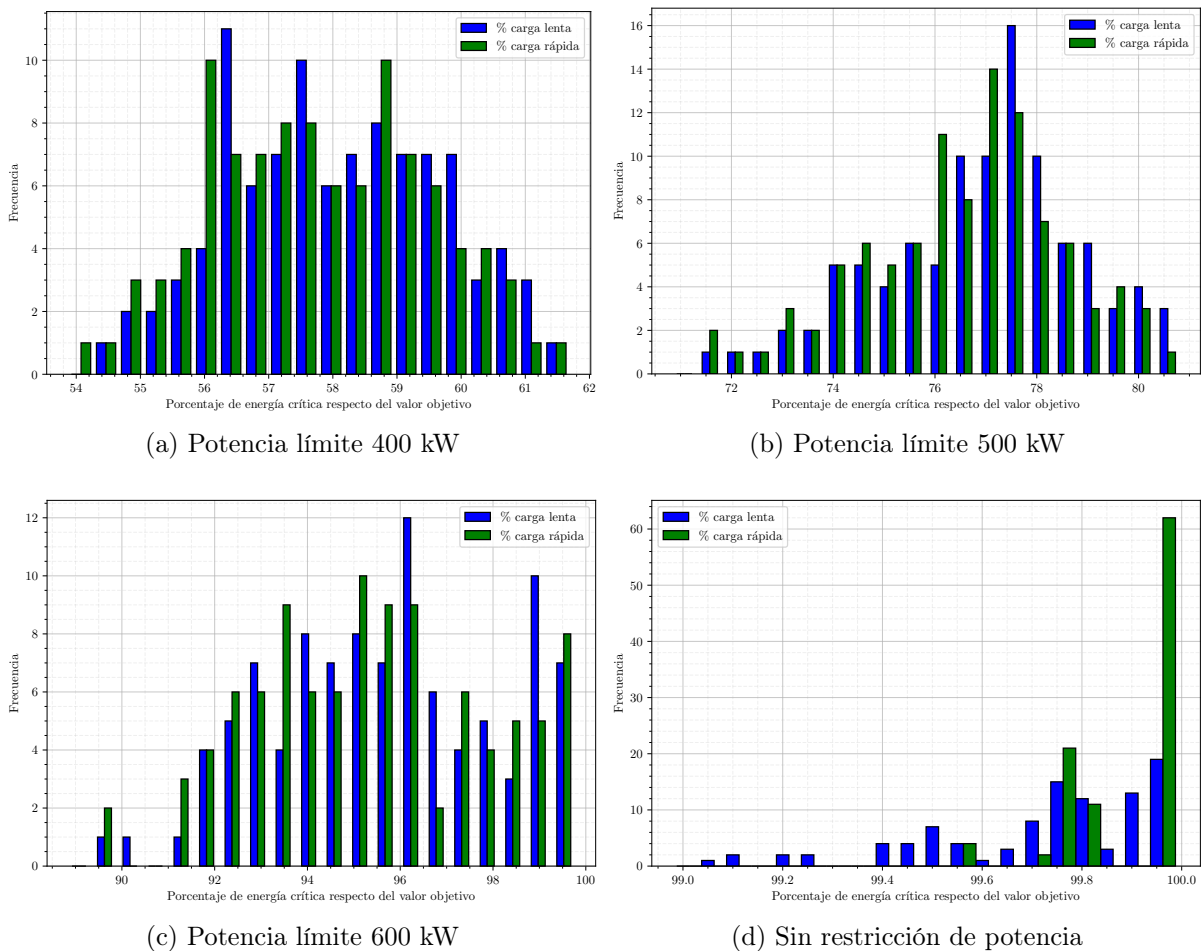 % carga lenta
% carga rápida
Frecuencia
10
8
6
4
2
0
54 55 56 57 58 59 60 61 62
Porcentaje de energía crítica respecto del valor objetivo
(a) Potencia límite 400 kW
% carga lenta
% carga rápida
Frecuencia
16
14
12
10
8
6
4
2
0
72 74 76 78 80
Porcentaje de energía crítica respecto del valor objetivo
(b) Potencia límite 500 kW
% carga lenta
% carga rápida
Frecuencia
12
10
8
6
4
2
0
90 92 94 96 98 100
Porcentaje de energía crítica respecto del valor objetivo
(c) Potencia límite 600 kW
% carga lenta
% carga rápida
Frecuencia
60
50
40
30
20
10
0
99.0 99.2 99.4 99.6 99.8 100.0
Porcentaje de energía crítica respecto del valor objetivo
(d) Sin restricción de potencia